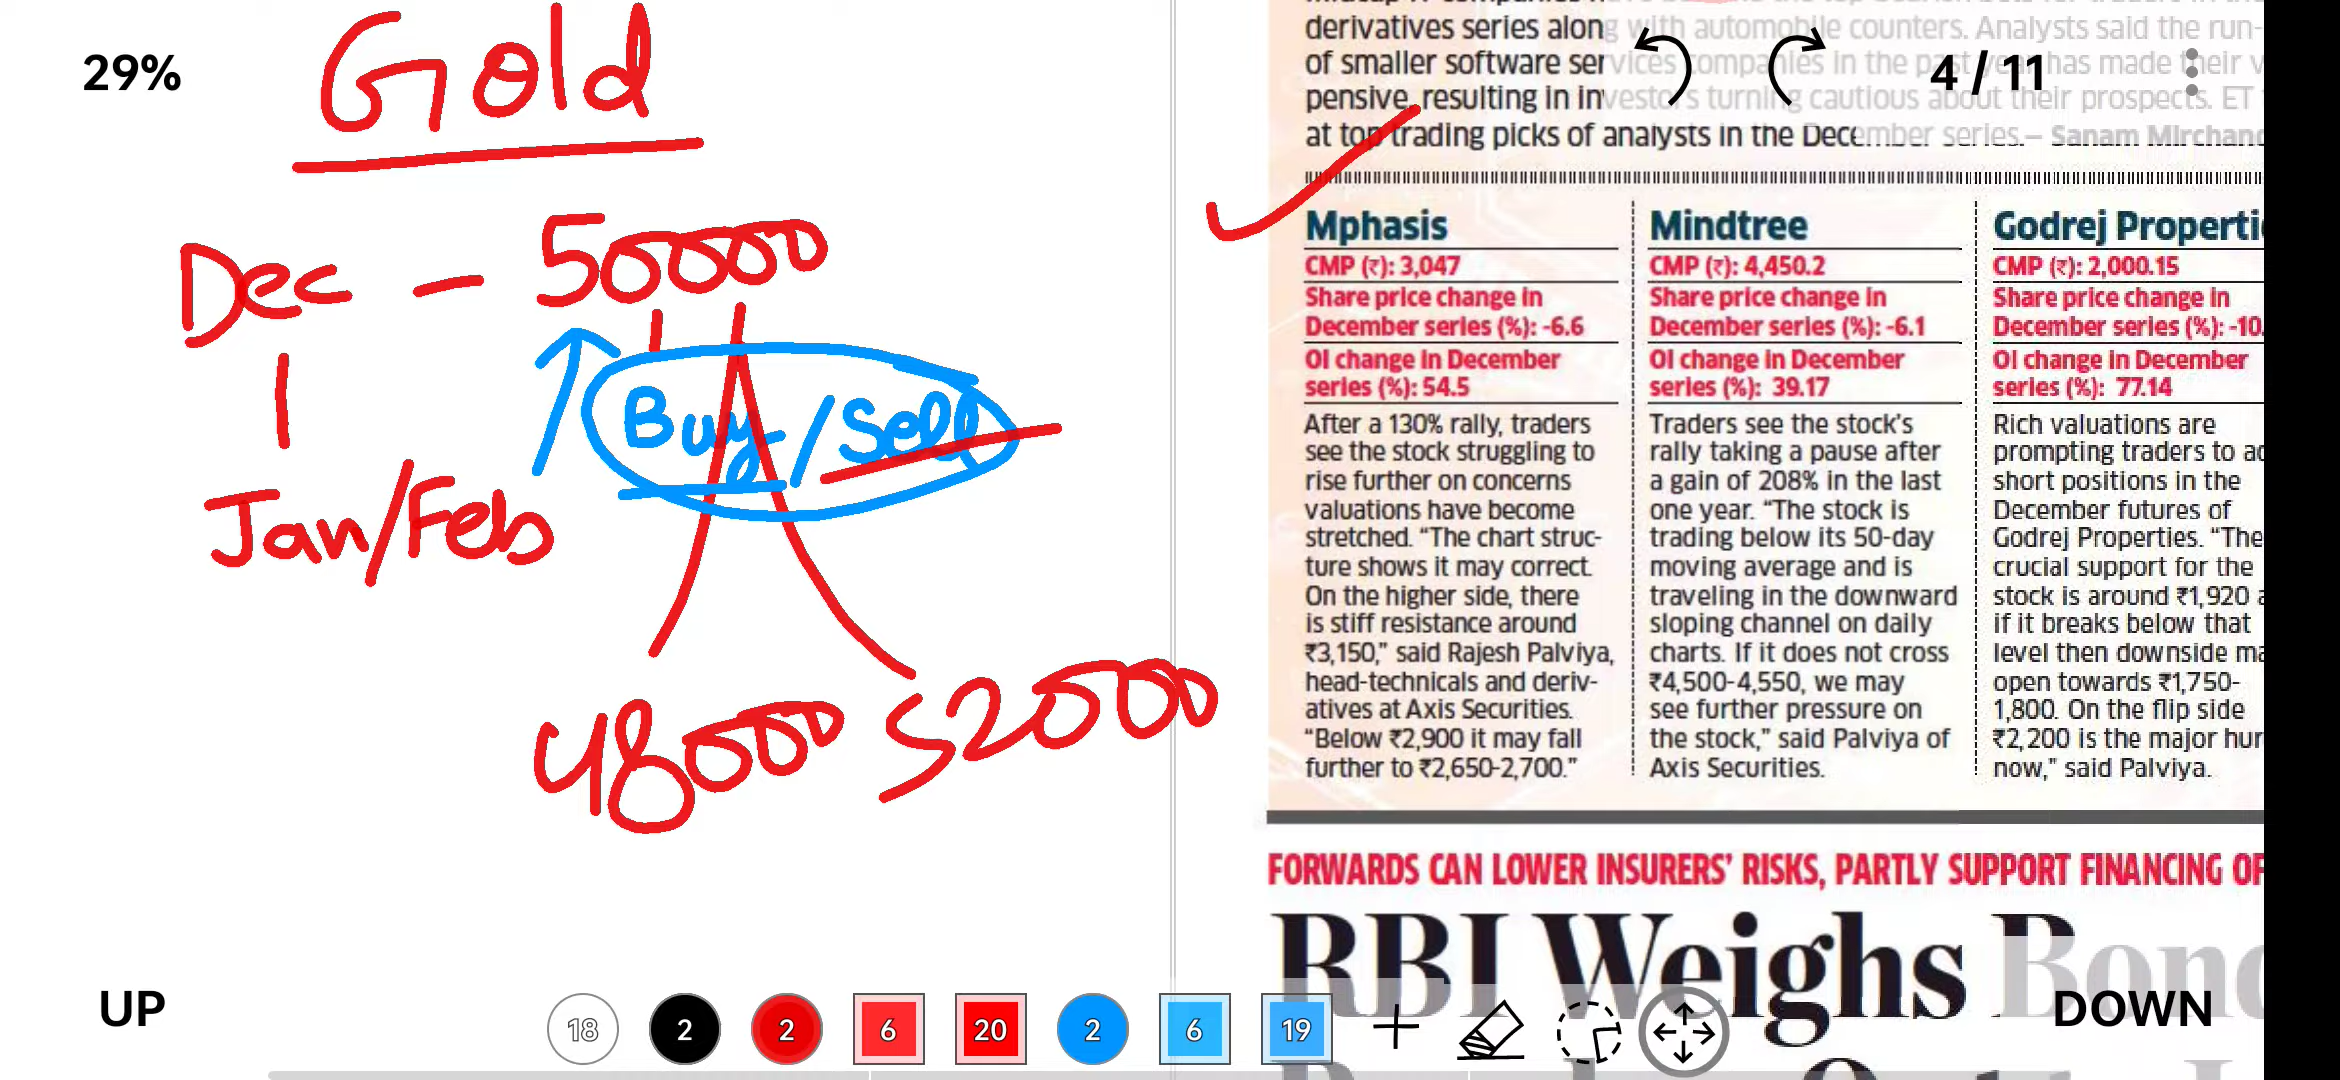 29%
Gold
Dec - 50000
Buy/Sell
Jan/Feb
48000 52000
derivatives series along with automobile counters. Analysts said the run-
of smaller software services companies in the past year has made their v
pensive, resulting in investors turning cautious about their prospects. ET
at top trading picks of analysts in the December series.– Sanam Mirchand
4 / 11
Mphasis
CMP (₹): 3,047
Share price change in
December series (%): -6.6
OI change in December
series (%): 54.5
After a 130% rally, traders
see the stock struggling to
rise further on concerns
valuations have become
stretched. “The chart struc-
ture shows it may correct.
On the higher side, there
is stiff resistance around
₹3,150,” said Rajesh Palviya,
head-technicals and deriv-
atives at Axis Securities.
“Below ₹2,900 it may fall
further to ₹2,650-2,700.”
Mindtree
CMP (₹): 4,450.2
Share price change in
December series (%): -6.1
OI change in December
series (%): 39.17
Traders see the stock’s
rally taking a pause after
a gain of 208% in the last
one year. “The stock is
trading below its 50-day
moving average and is
traveling in the downward
sloping channel on daily
charts. If it does not cross
₹4,500-4,550, we may
see further pressure on
the stock,” said Palviya of
Axis Securities.
Godrej Properti
CMP (₹): 2,000.15
Share price change in
December series (%): -10.
OI change in December
series (%): 77.14
Rich valuations are
prompting traders to ad
short positions in the
December futures of
Godrej Properties. “The
crucial support for the
stock is around ₹1,920 a
if it breaks below that
level then downside ma
open towards ₹1,750-
1,800. On the flip side
₹2,200 is the major hur
now,” said Palviya.
FORWARDS CAN LOWER INSURERS’ RISKS, PARTLY SUPPORT FINANCING OF
RBI Weighs Bond
UP
18 2 2 6 20 2 6 19
DOWN